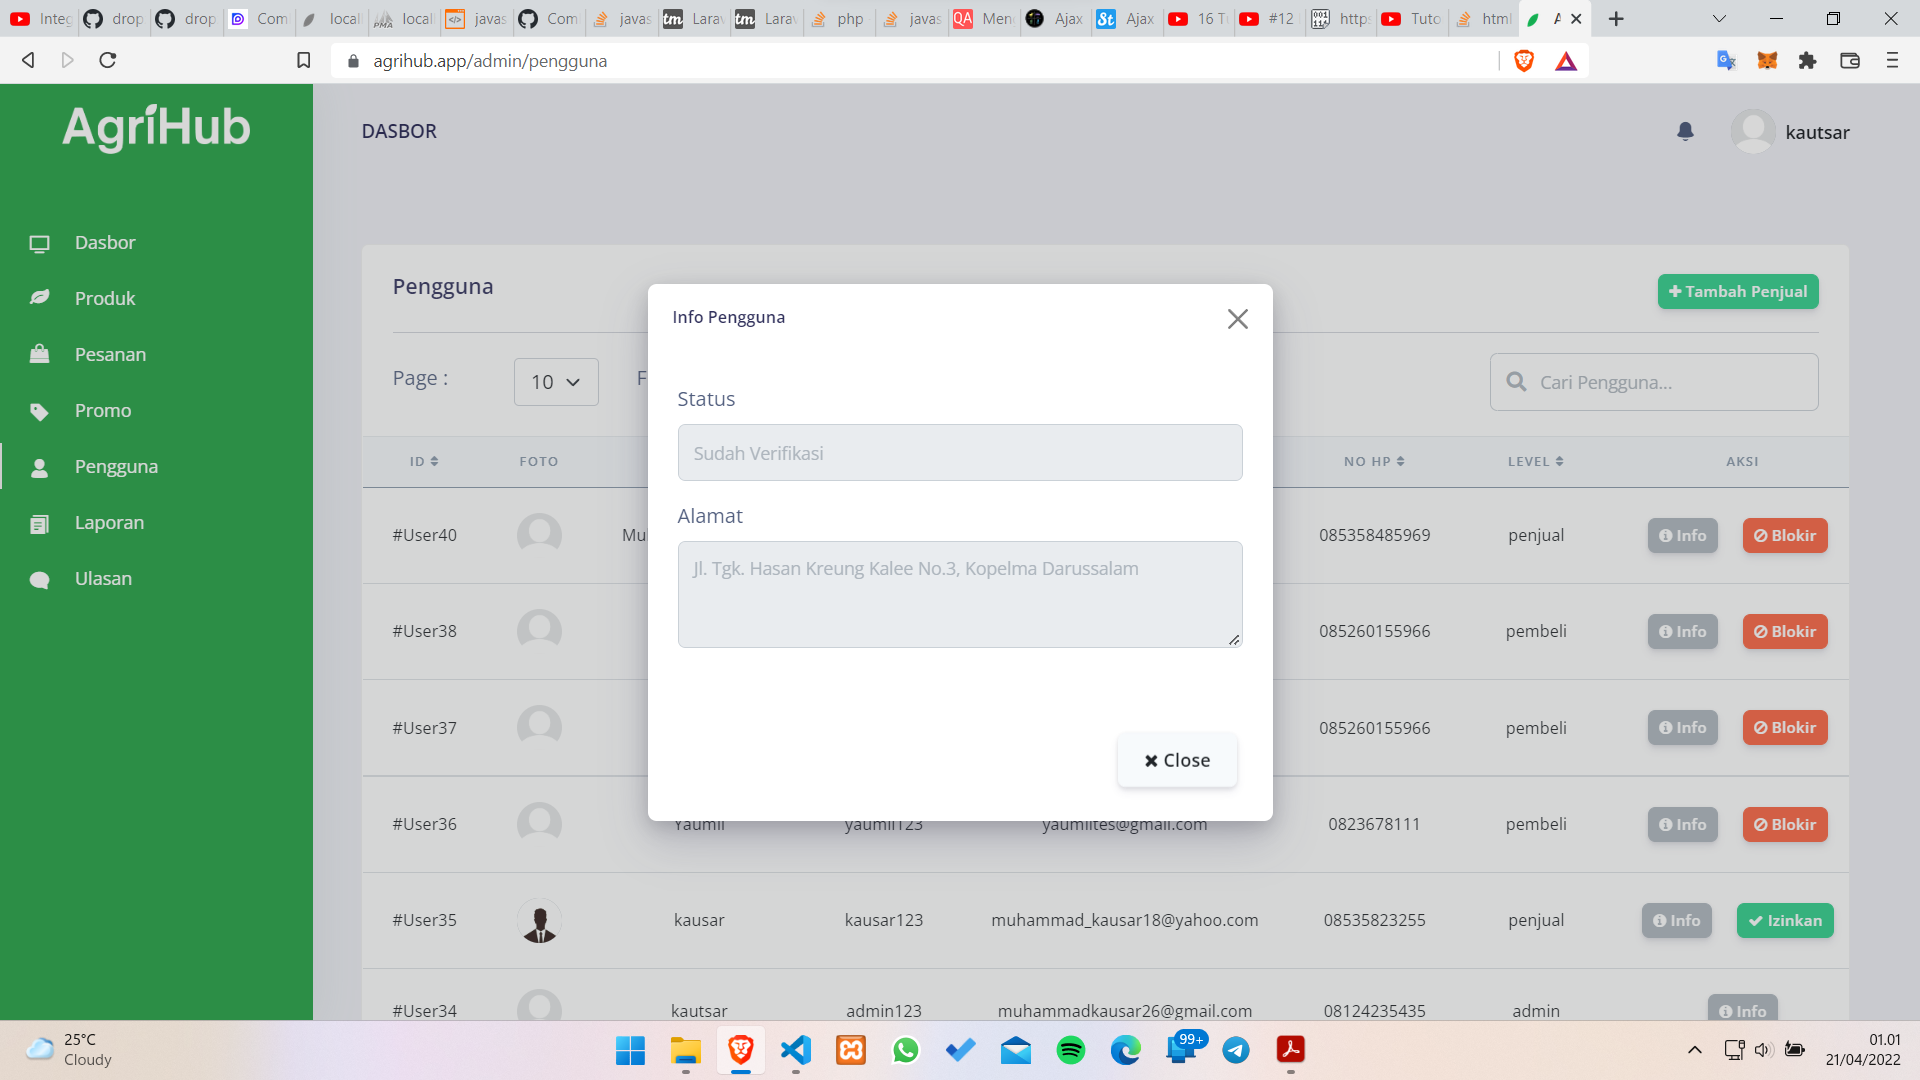 Integ
drop
drop
Com
local
local
javas
Com
javas
Larav
Larav
php
javas
Men
Ajax
Ajax
16 Tu
#12
https
Tuto
html
A
agrihub.app/admin/pengguna
AgriHub
DASBOR
kautsar
Dasbor
Produk
Pesanan
Promo
Pengguna
Laporan
Ulasan
Pengguna
Tambah Penjual
Page :
10
F
Cari Pengguna...
ID FOTO NO HP LEVEL AKSI
#User40 Mu 085358485969 penjual Info Blokir
#User38 085260155966 pembeli Info Blokir
#User37 085260155966 pembeli Info Blokir
#User36 Yaumil yaumil123 yaumiltes@gmail.com 0823678111 pembeli Info Blokir
#User35 kausar kausar123 muhammad_kausar18@yahoo.com 08535823255 penjual Info Izinkan
#User34 kautsar admin123 muhammadkausar26@gmail.com 08124235435 admin Info
Info Pengguna
Status
Sudah Verifikasi
Alamat
Jl. Tgk. Hasan Kreung Kalee No.3, Kopelma Darussalam
Close
25°C
Cloudy
99+
01.01
21/04/2022